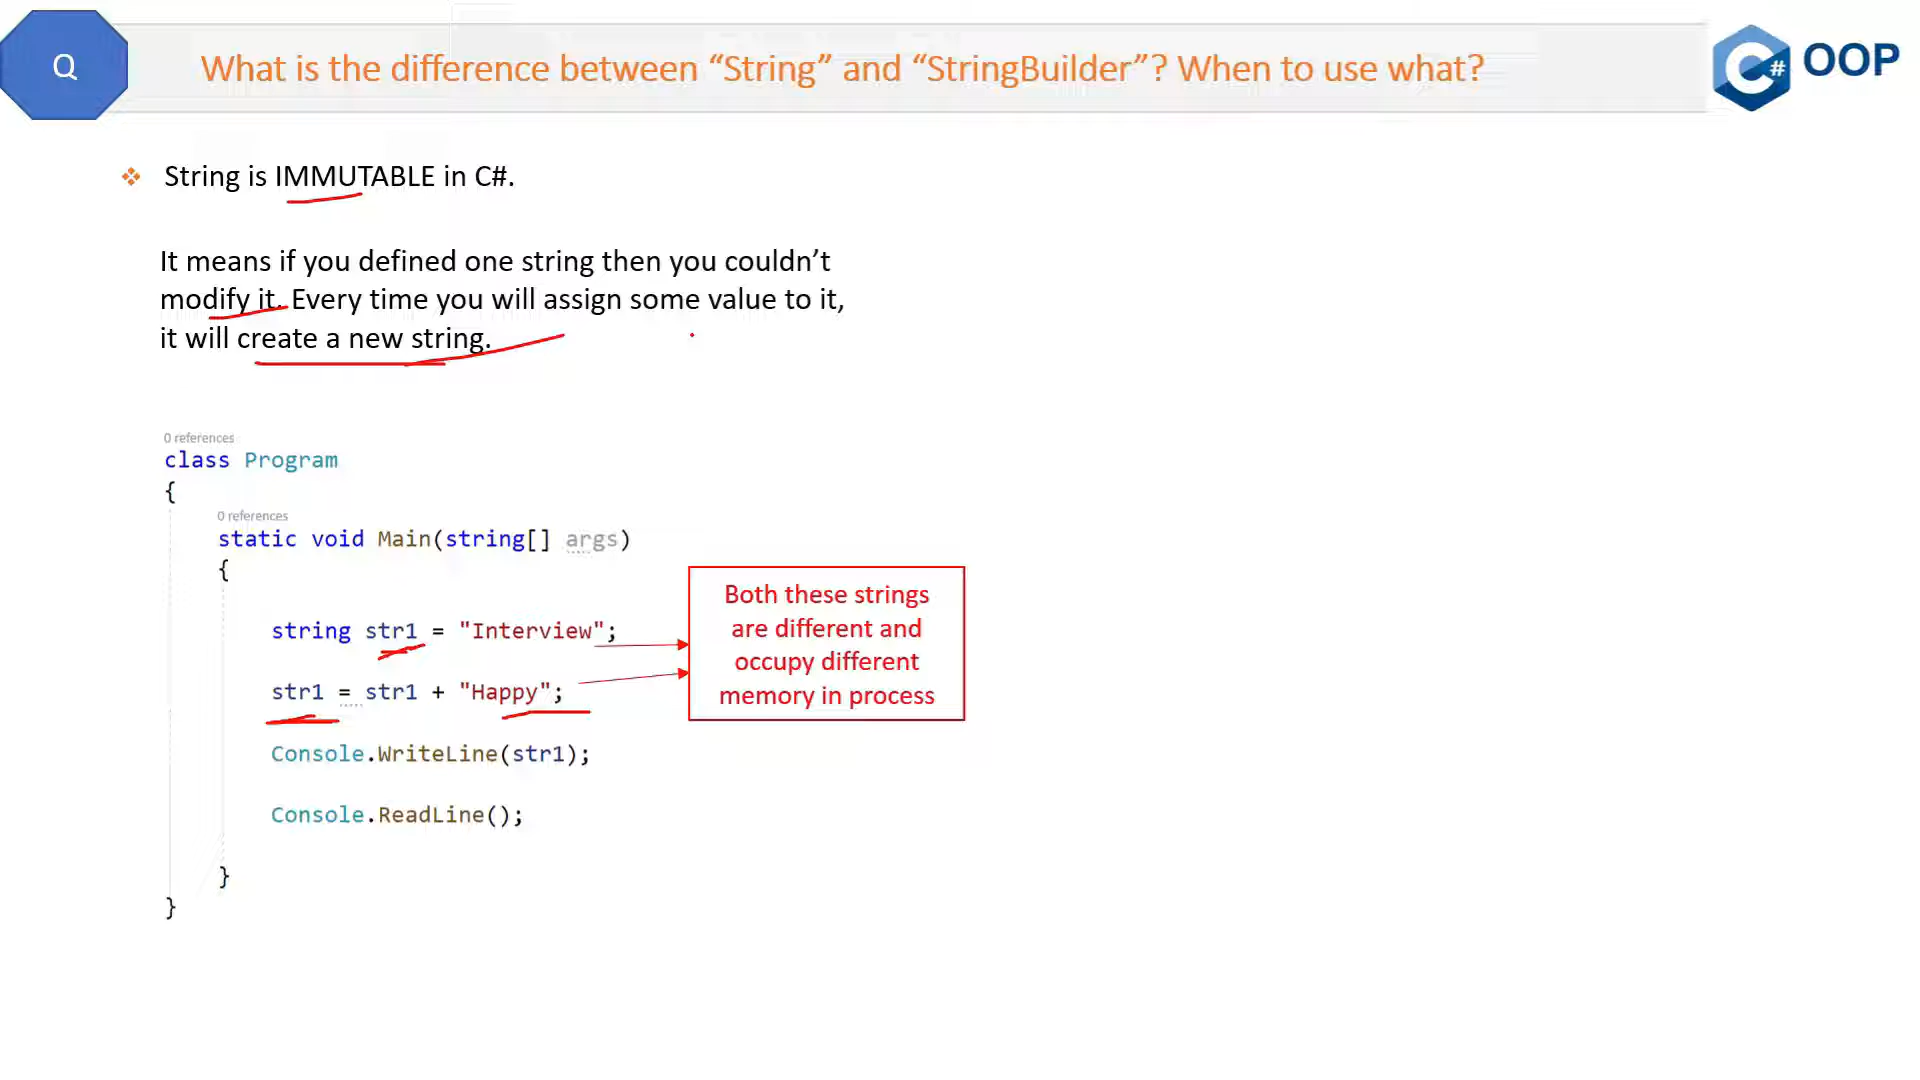 Q
What is the difference between “String” and “StringBuilder”? When to use what?
C#
OOP
String is IMMUTABLE in C#.
It means if you defined one string then you couldn’t
modify it. Every time you will assign some value to it,
it will create a new string.
0 references
class Program
{
0 references
static void Main(string[] args)
{
string str1 = "Interview";
str1 = str1 + "Happy";
Console.WriteLine(str1);
Console.ReadLine();
}
}
Both these strings
are different and
occupy different
memory in process